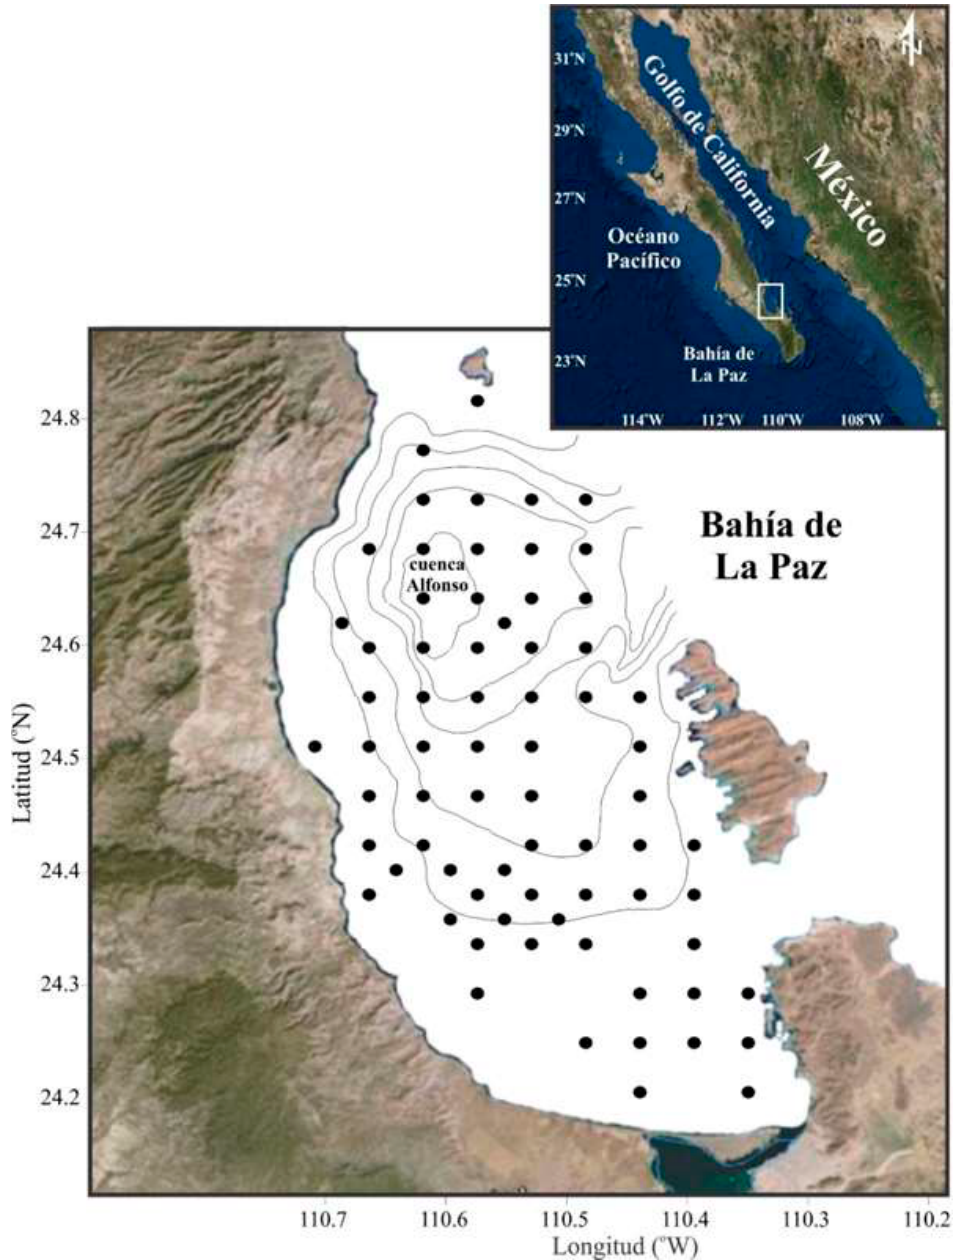 N
31°N
Golfo de California
29°N
México
27°N
Océano
Pacífico
25°N
23°N
Bahía de
La Paz
114°W
112°W
110°W
108°W
24.8
24.7
Bahía de
La Paz
cuenca
Alfonso
24.6
24.5
Latitud (°N)
24.4
24.3
24.2
110.7
110.6
110.5
110.4
110.3
110.2
Longitud (°W)